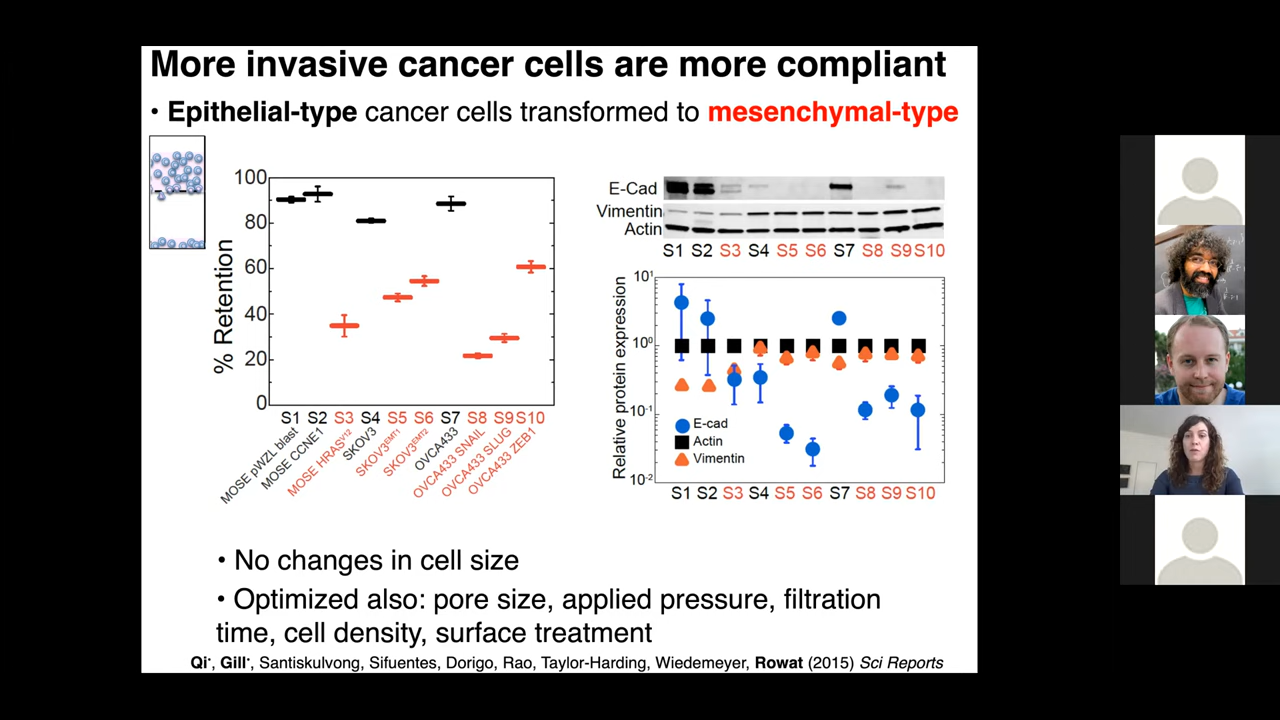 More invasive cancer cells are more compliant
• Epithelial-type cancer cells transformed to mesenchymal-type
% Retention
100
80
60
40
20
0
S1 S2 S3 S4 S5 S6 S7 S8 S9 S10
MOSE pWZL blast
MOSE CCNE1
MOSE HRASV12
SKOV3
SKOV3EMT1
SKOV3EMT2
OVCA433
OVCA433 SNAIL
OVCA433 SLUG
OVCA433 ZEB1
E-Cad
Vimentin
Actin
S1 S2 S3 S4 S5 S6 S7 S8 S9 S10
Relative protein expression
10¹
10⁰
10⁻¹
10⁻²
E-cad
Actin
Vimentin
S1 S2 S3 S4 S5 S6 S7 S8 S9 S10
• No changes in cell size
• Optimized also: pore size, applied pressure, filtration
time, cell density, surface treatment
Qi*, Gill*, Santiskulvong, Sifuentes, Dorigo, Rao, Taylor-Harding, Wiedemeyer, Rowat (2015) Sci Reports